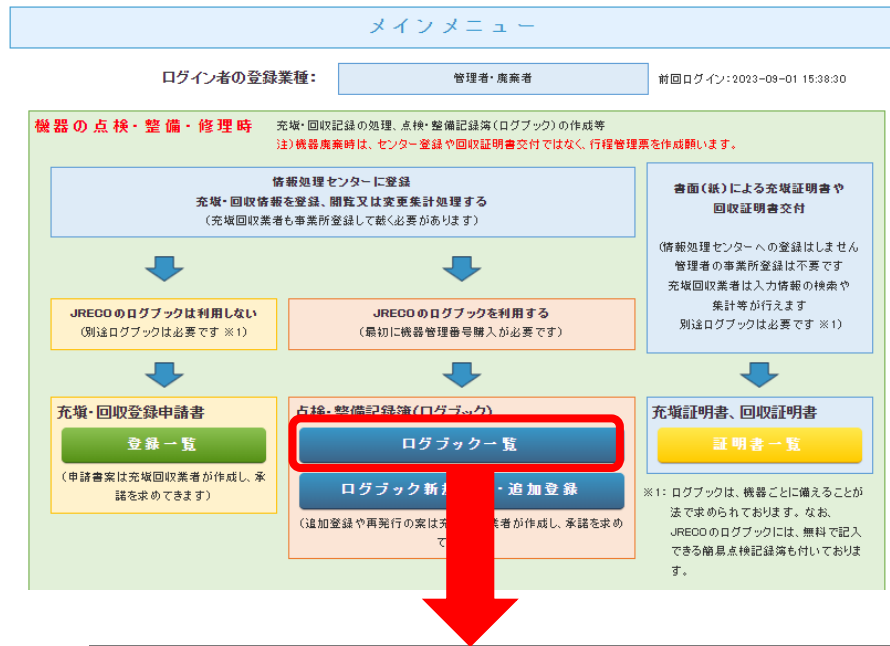 メインメニュー
ログイン者の登録業種：
管理者・廃棄者
前回ログイン：2023-09-01 15:38:30
機器の点検・整備・修理時
充塡・回収記録の処理、点検・整備記録簿(ログブック)の作成等
注)機器廃棄時は、センター登録や回収証明書交付ではなく、行程管理票を作成願います。
情報処理センターに登録
充塡・回収情報を登録、閲覧又は変更集計処理する
(充塡回収業者も事業所登録して戴く必要があります)
書面(紙)による充塡証明書や
回収証明書交付
(情報処理センターへの登録はしません
管理者の事業所登録は不要です
充塡回収業者は入力情報の検索や
集計等が行えます
別途ログブックは必要です ※1)
JRECOのログブックは利用しない
(別途ログブックは必要です ※1)
JRECOのログブックを利用する
(最初に機器管理番号購入が必要です)
充塡・回収登録申請書
登録一覧
(申請書案は充塡回収業者が作成し、承
諾を求めてきます)
点検・整備記録簿(ログブック)
ログブック一覧
ログブック新 ・追加登録
(追加登録や再発行の案は 業者が作成し、承諾を求め
充塡証明書、回収証明書
証明書一覧
※1： ログブックは、機器ごとに備えることが
法で求められております。なお、
JRECOのログブックには、無料で記入
できる簡易点検記録簿も付いておりま
す。